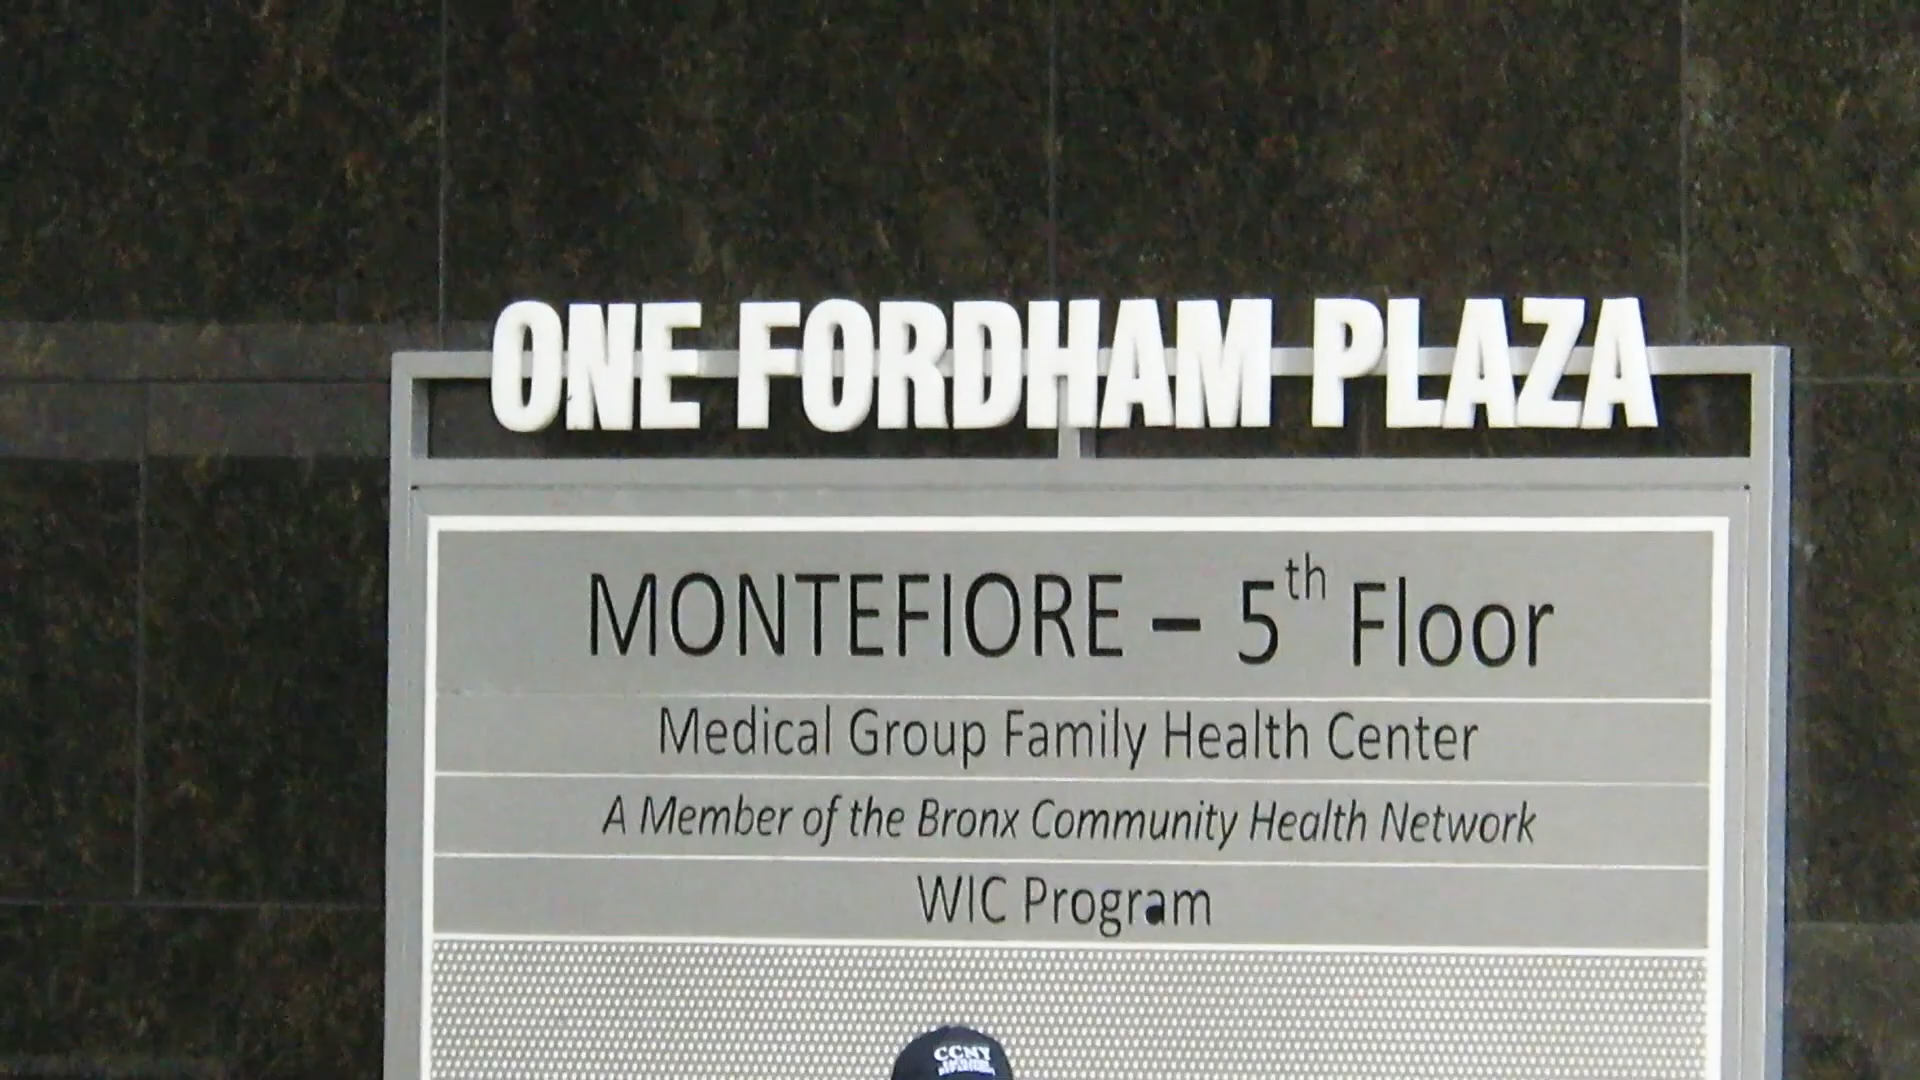 ONE FORDHAM PLAZA
MONTEFIORE – 5th Floor
Medical Group Family Health Center
A Member of the Bronx Community Health Network
WIC Program
CCNY